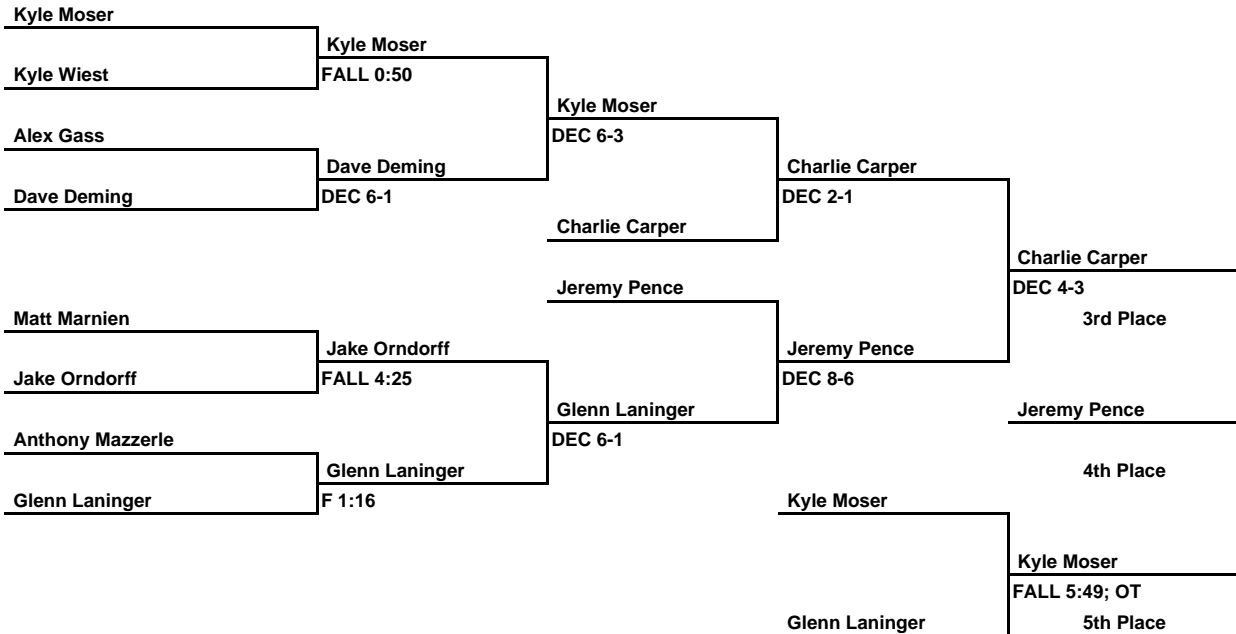 Kyle Moser
Kyle Moser
Kyle Wiest
FALL 0:50
Kyle Moser
Alex Gass
DEC 6-3
Dave Deming
Charlie Carper
Dave Deming
DEC 6-1
DEC 2-1
Charlie Carper
Charlie Carper
Jeremy Pence
DEC 4-3
Matt Marnien
3rd Place
Jake Orndorff
Jeremy Pence
Jake Orndorff
FALL 4:25
DEC 8-6
Glenn Laninger
Jeremy Pence
Anthony Mazzerle
DEC 6-1
Glenn Laninger
4th Place
Glenn Laninger
F 1:16
Kyle Moser
Kyle Moser
FALL 5:49; OT
Glenn Laninger
5th Place